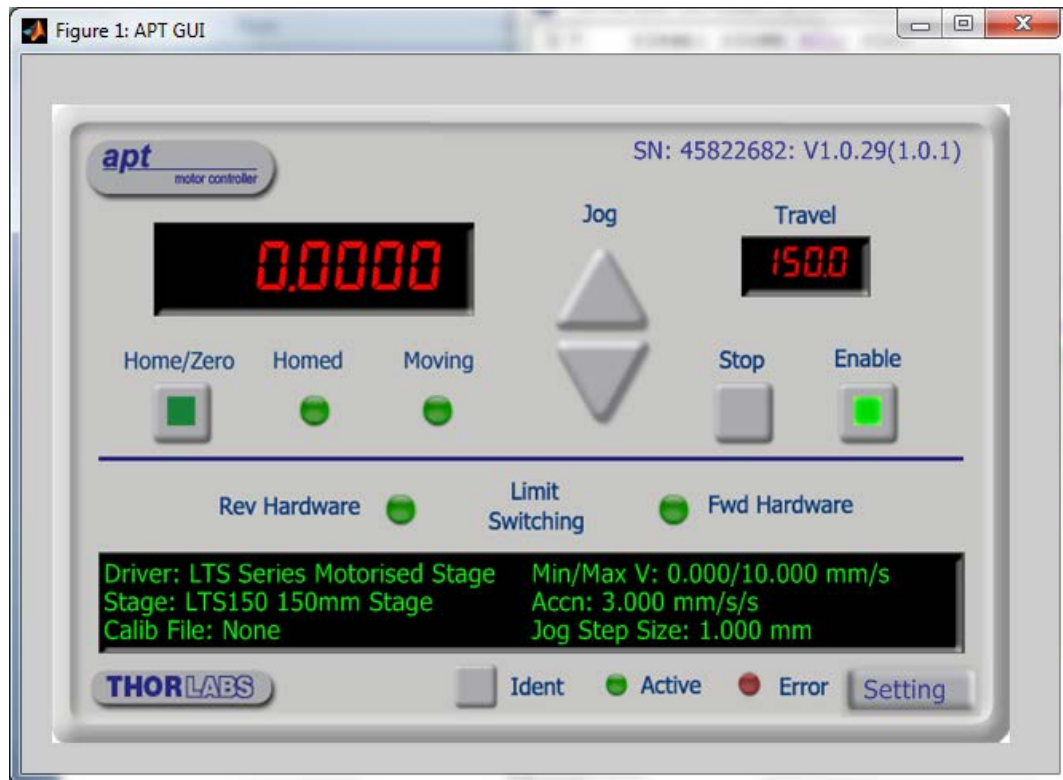 Figure 1: APT GUI
apt
motor controller
SN: 45822682: V1.0.29(1.0.1)
Jog
Travel
0.0000
150.0
Home/Zero
Homed
Moving
Stop
Enable
Rev Hardware
Limit
Switching
Fwd Hardware
Driver: LTS Series Motorised Stage
Stage: LTS150 150mm Stage
Calib File: None
Min/Max V: 0.000/10.000 mm/s
Accn: 3.000 mm/s/s
Jog Step Size: 1.000 mm
THORLABS
Ident
Active
Error
Setting